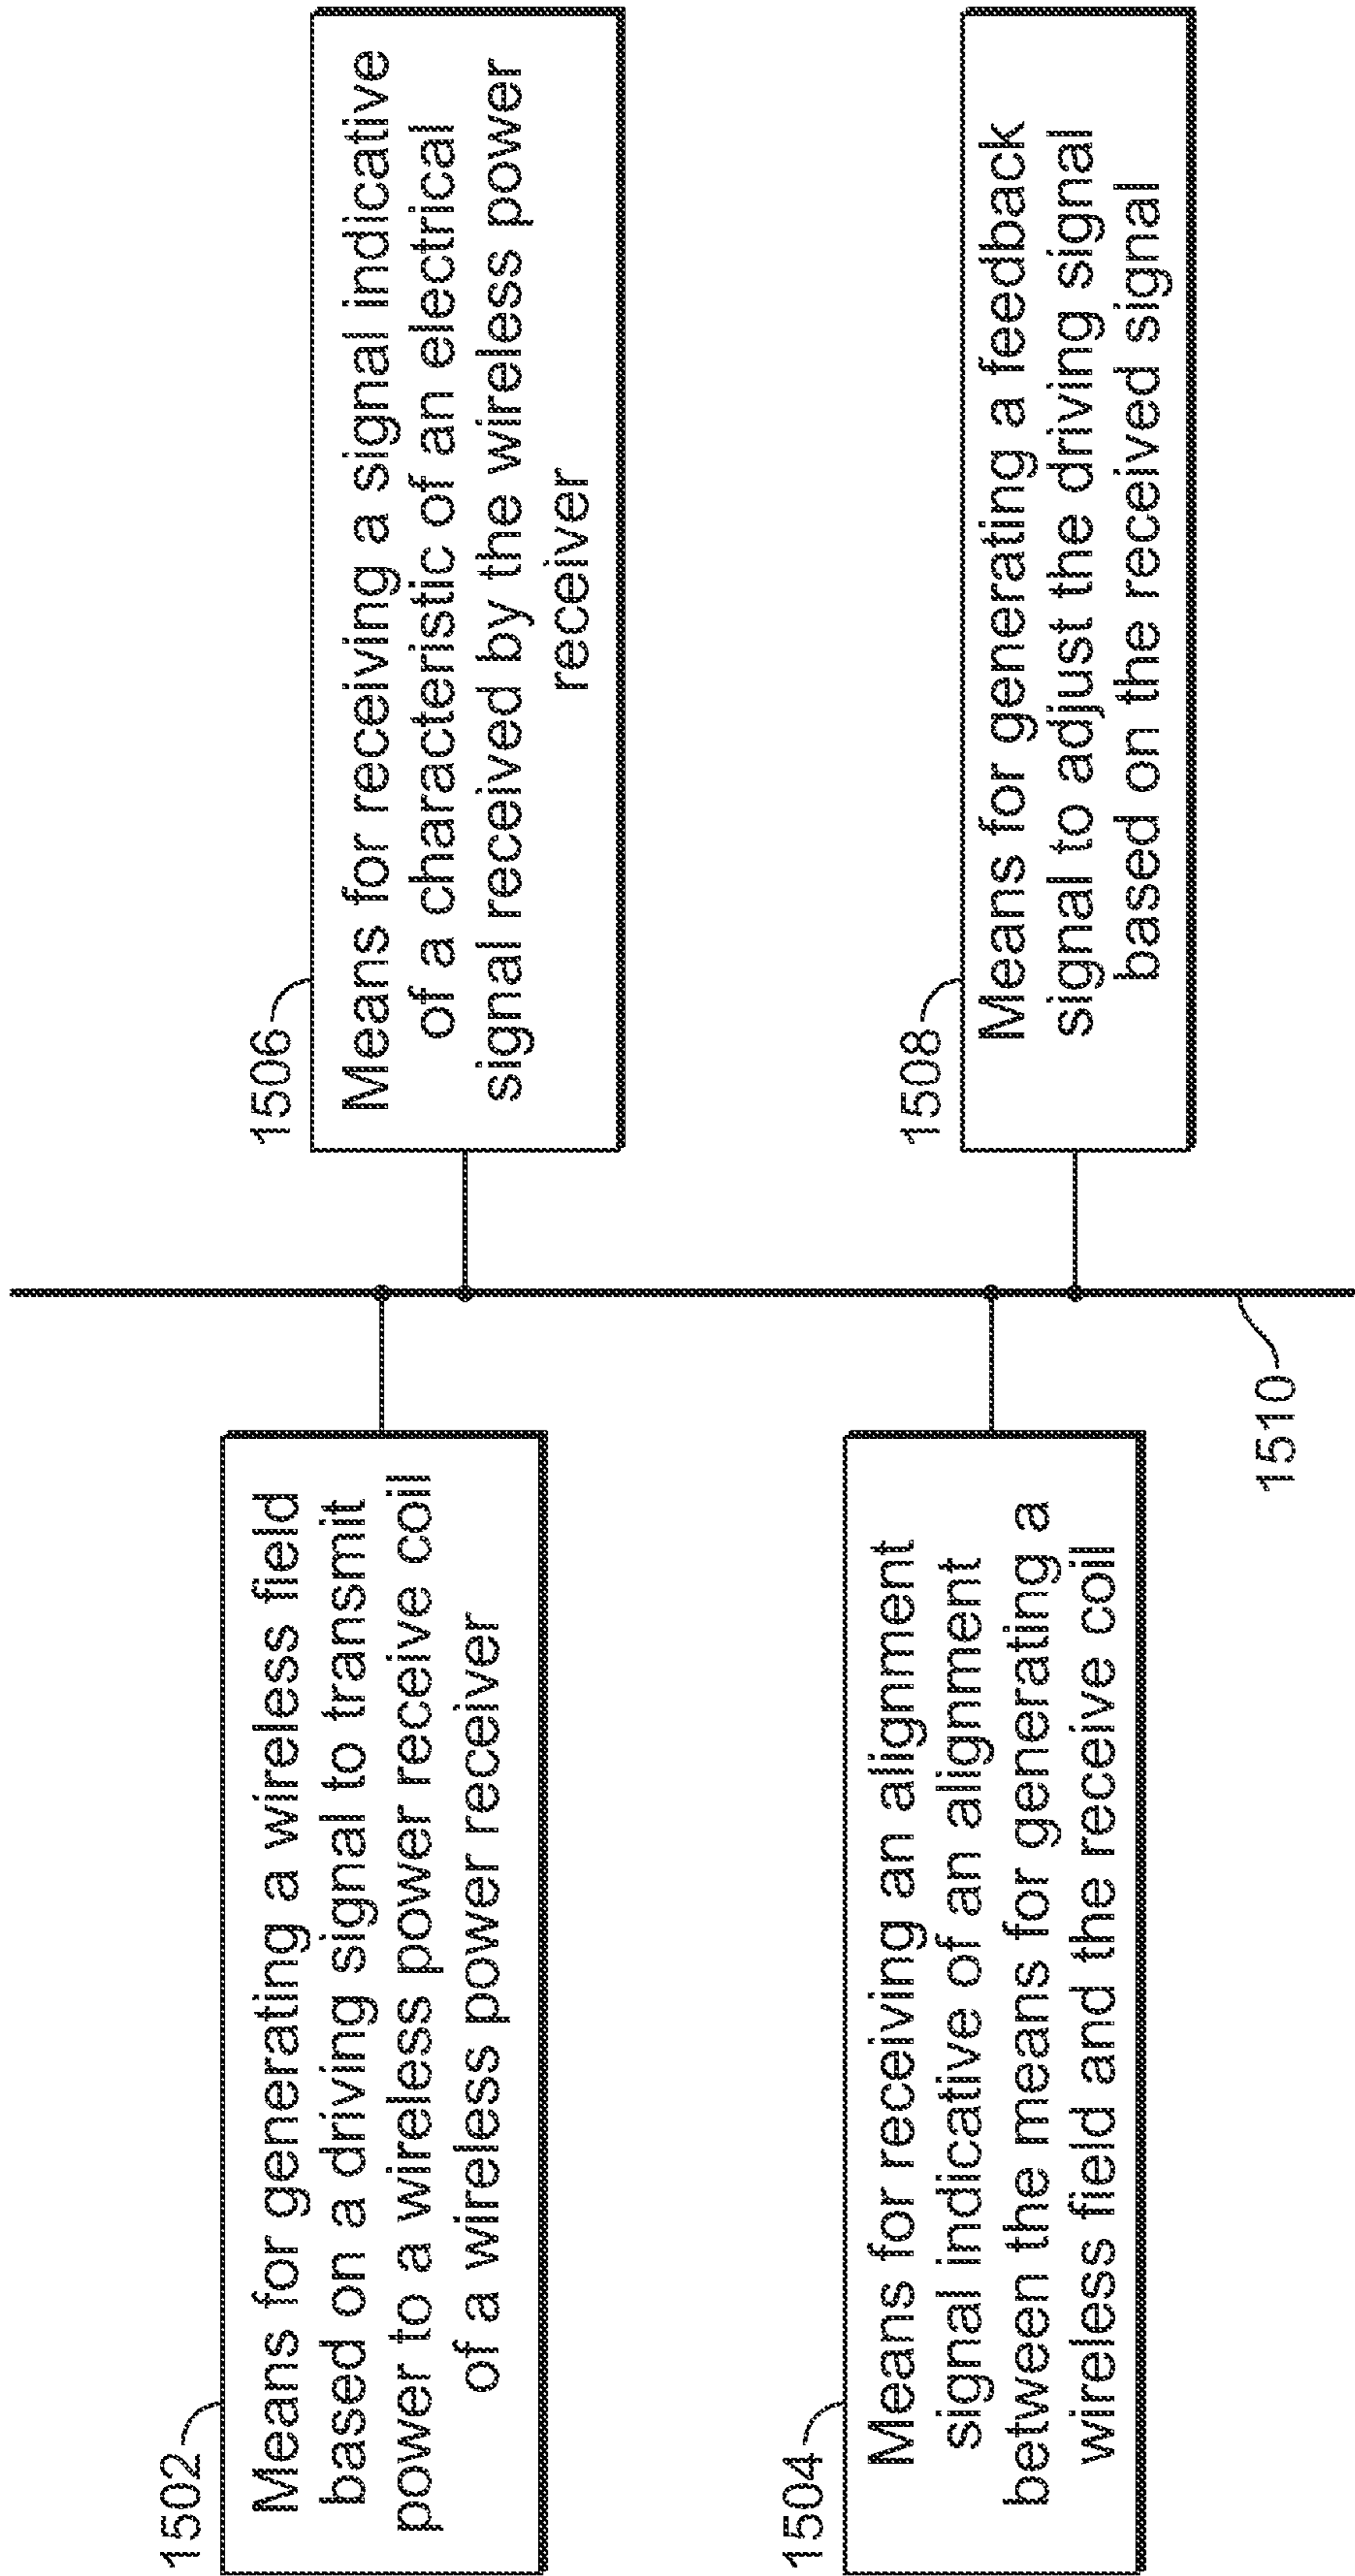 1502
Means for generating a wireless field
based on a driving signal to transmit
power to a wireless power receive coil
of a wireless power receiver
1504
Means for receiving an alignment
signal indicative of an alignment
between the means for generating a
wireless field and the receive coil
1506
Means for receiving a signal indicative
of a characteristic of an electrical
signal received by the wireless power
receiver
1508
Means for generating a feedback
signal to adjust the driving signal
based on the received signal
1510